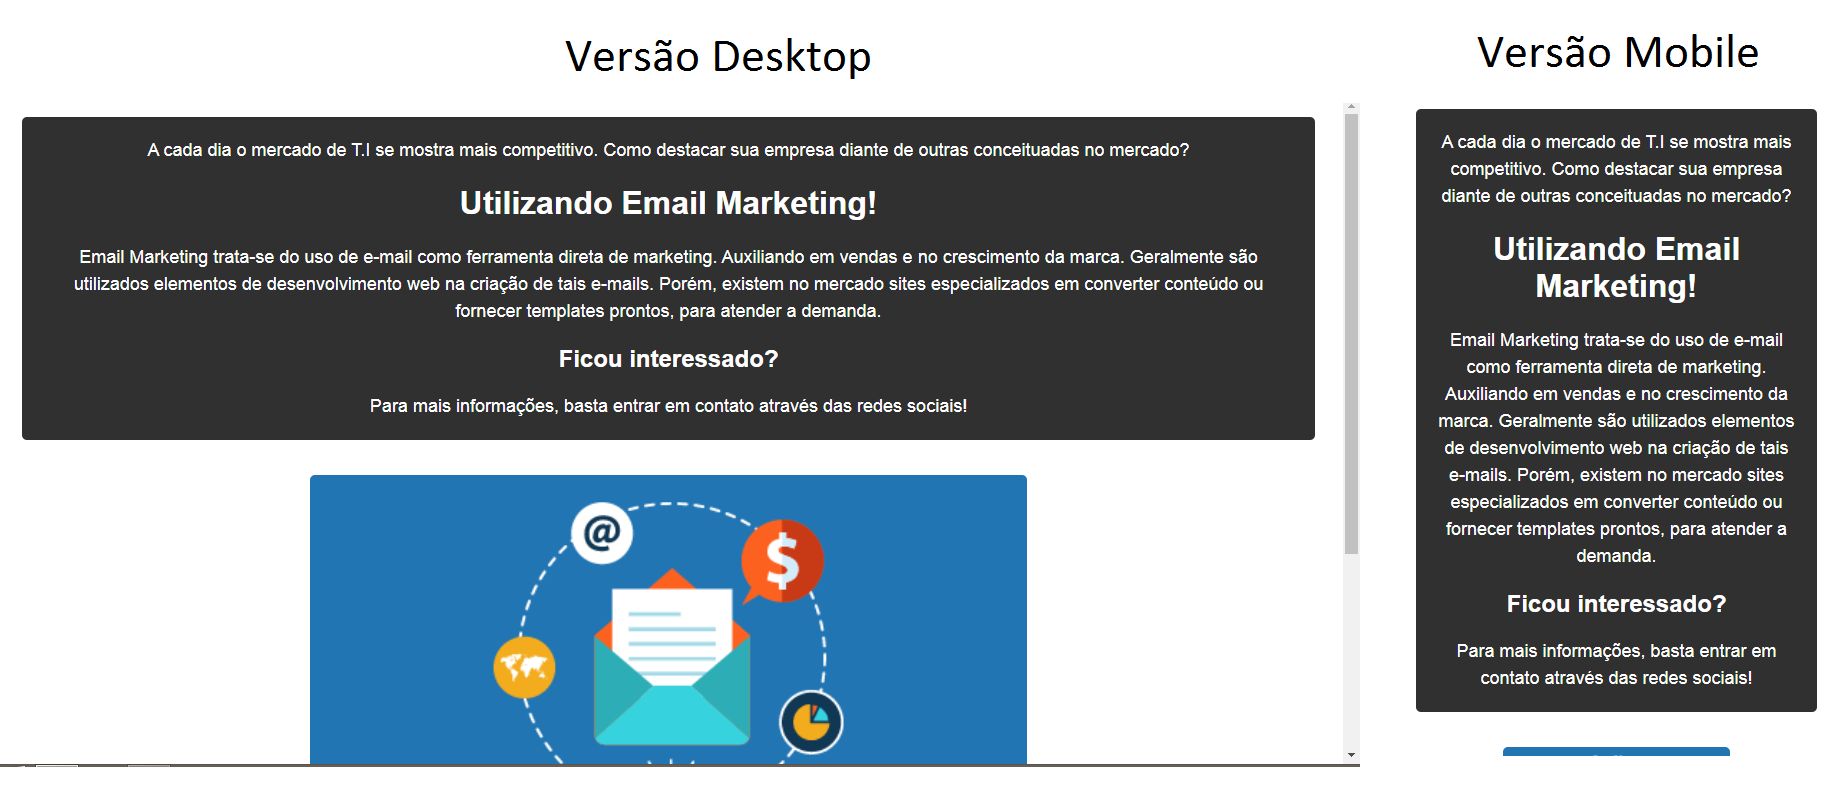 Versão Desktop
A cada dia o mercado de T.I se mostra mais competitivo. Como destacar sua empresa diante de outras conceituadas no mercado?
Utilizando Email Marketing!
Email Marketing trata-se do uso de e-mail como ferramenta direta de marketing. Auxiliando em vendas e no crescimento da marca. Geralmente são
utilizados elementos de desenvolvimento web na criação de tais e-mails. Porém, existem no mercado sites especializados em converter conteúdo ou
fornecer templates prontos, para atender a demanda.
Ficou interessado?
Para mais informações, basta entrar em contato através das redes sociais!
@
$
Versão Mobile
A cada dia o mercado de T.I se mostra mais
competitivo. Como destacar sua empresa
diante de outras conceituadas no mercado?
Utilizando Email
Marketing!
Email Marketing trata-se do uso de e-mail
como ferramenta direta de marketing.
Auxiliando em vendas e no crescimento da
marca. Geralmente são utilizados elementos
de desenvolvimento web na criação de tais
e-mails. Porém, existem no mercado sites
especializados em converter conteúdo ou
fornecer templates prontos, para atender a
demanda.
Ficou interessado?
Para mais informações, basta entrar em
contato através das redes sociais!